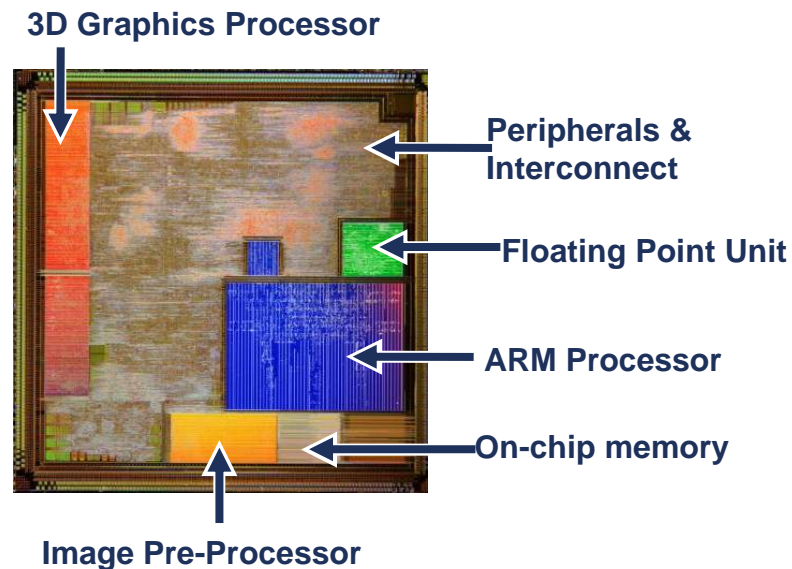 3D Graphics Processor
Peripherals &
Interconnect
Floating Point Unit
ARM Processor
On-chip memory
Image Pre-Processor